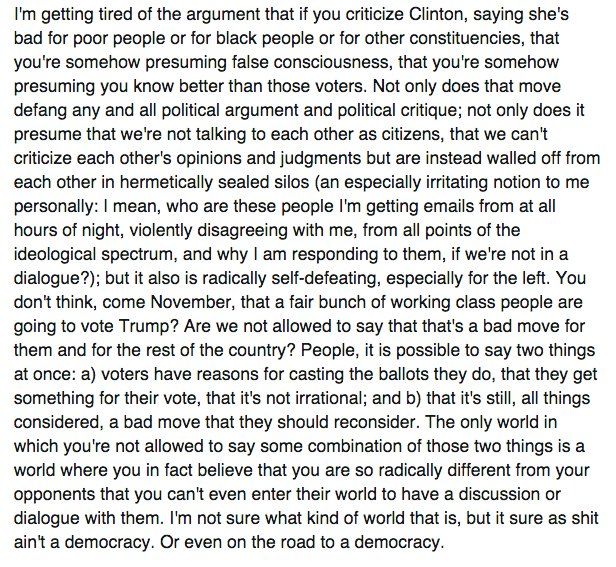 I'm getting tired of the argument that if you criticize Clinton, saying she's
bad for poor people or for black people or for other constituencies, that
you're somehow presuming false consciousness, that you're somehow
presuming you know better than those voters. Not only does that move
defang any and all political argument and political critique; not only does it
presume that we're not talking to each other as citizens, that we can't
criticize each other's opinions and judgments but are instead walled off from
each other in hermetically sealed silos (an especially irritating notion to me
personally: I mean, who are these people I'm getting emails from at all
hours of night, violently disagreeing with me, from all points of the
ideological spectrum, and why I am responding to them, if we're not in a
dialogue?); but it also is radically self-defeating, especially for the left. You
don't think, come November, that a fair bunch of working class people are
going to vote Trump? Are we not allowed to say that that's a bad move for
them and for the rest of the country? People, it is possible to say two things
at once: a) voters have reasons for casting the ballots they do, that they get
something for their vote, that it's not irrational; and b) that it's still, all things
considered, a bad move that they should reconsider. The only world in
which you're not allowed to say some combination of those two things is a
world where you in fact believe that you are so radically different from your
opponents that you can't even enter their world to have a discussion or
dialogue with them. I'm not sure what kind of world that is, but it sure as shit
ain't a democracy. Or even on the road to a democracy.